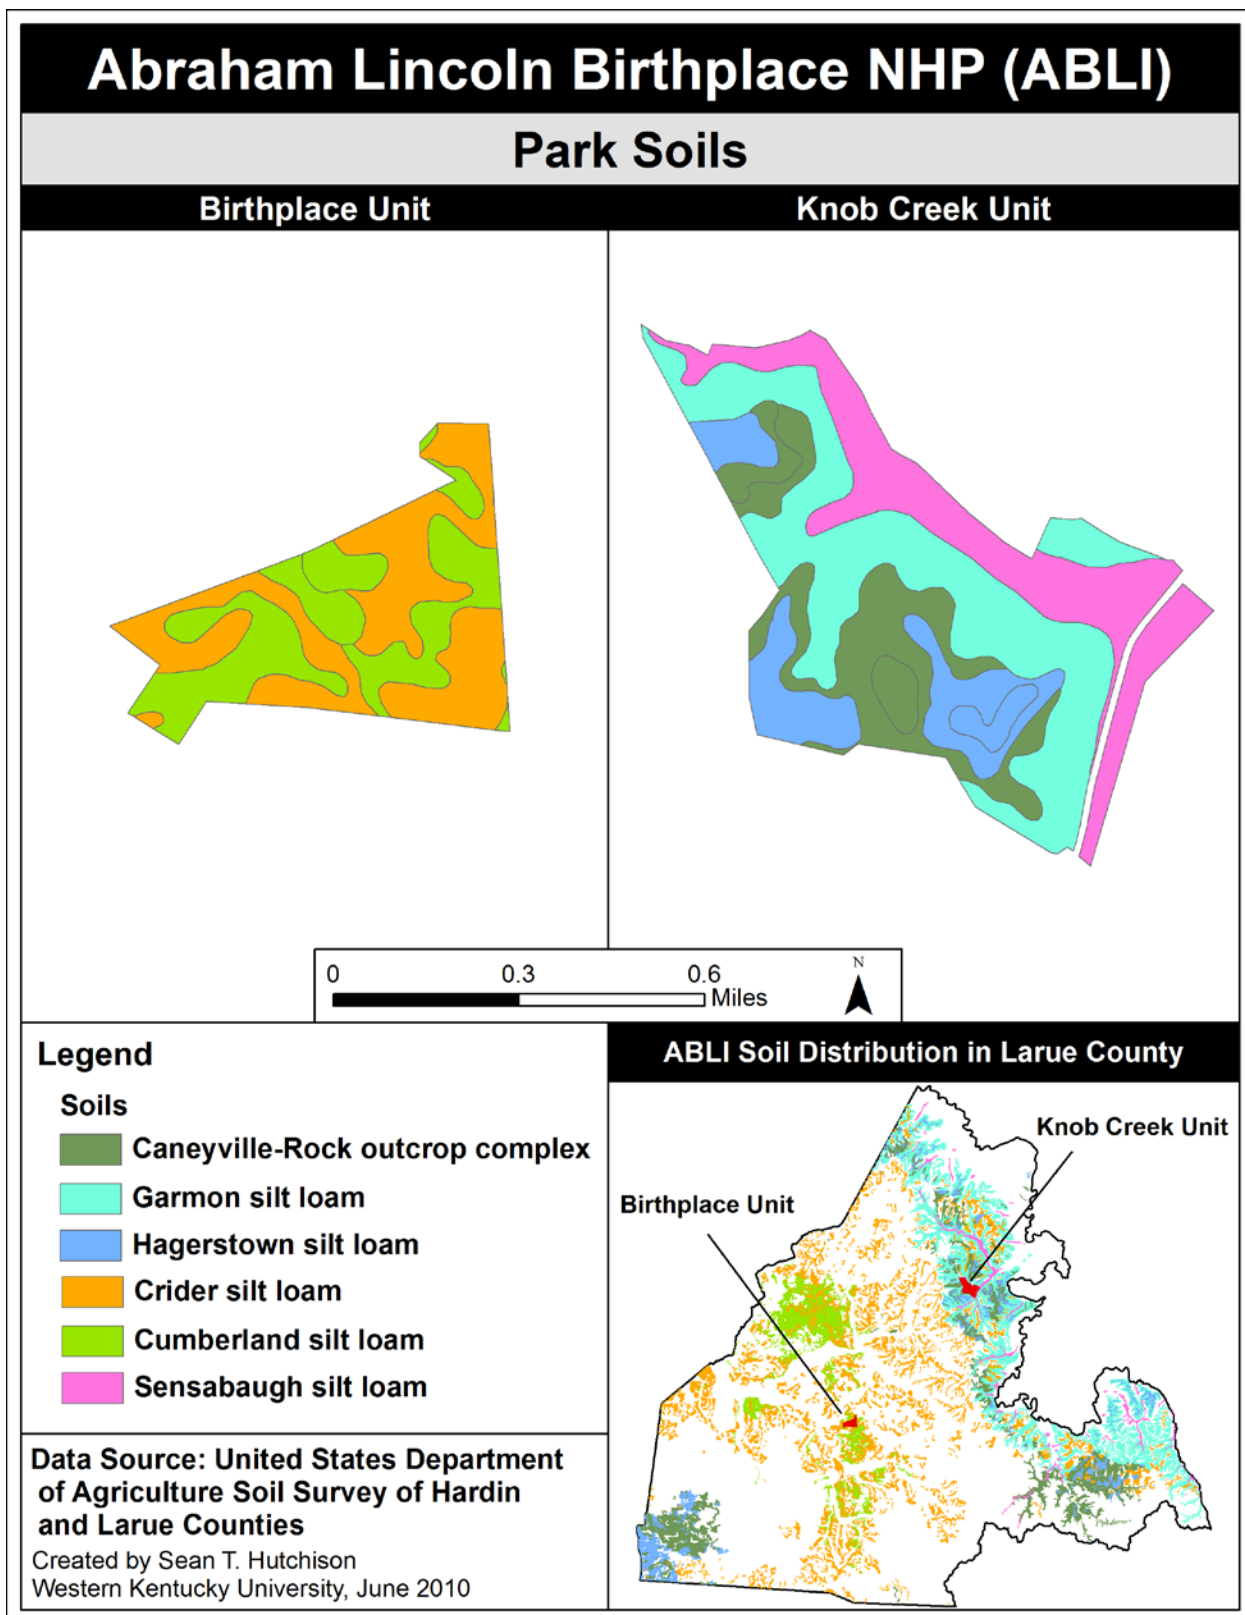 Abraham Lincoln Birthplace NHP (ABLI)
Park Soils
Birthplace Unit
Knob Creek Unit
0 0.3 0.6
Miles
N
Legend
Soils
Caneyville-Rock outcrop complex
Garmon silt loam
Hagerstown silt loam
Crider silt loam
Cumberland silt loam
Sensabaugh silt loam
Data Source: United States Department
of Agriculture Soil Survey of Hardin
and Larue Counties
Created by Sean T. Hutchison
Western Kentucky University, June 2010
ABLI Soil Distribution in Larue County
Knob Creek Unit
Birthplace Unit